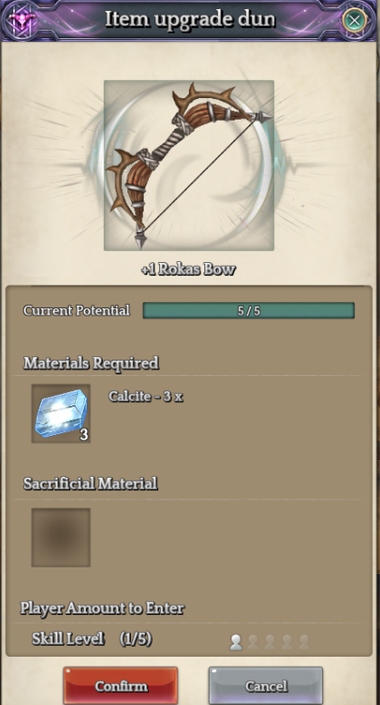 Item upgrade dun
+1 Rokas Bow
Current Potential 5/5
Materials Required
Calcite - 3 x
3
Sacrificial Material
Player Amount to Enter
Skill Level (1/5)
Confirm Cancel